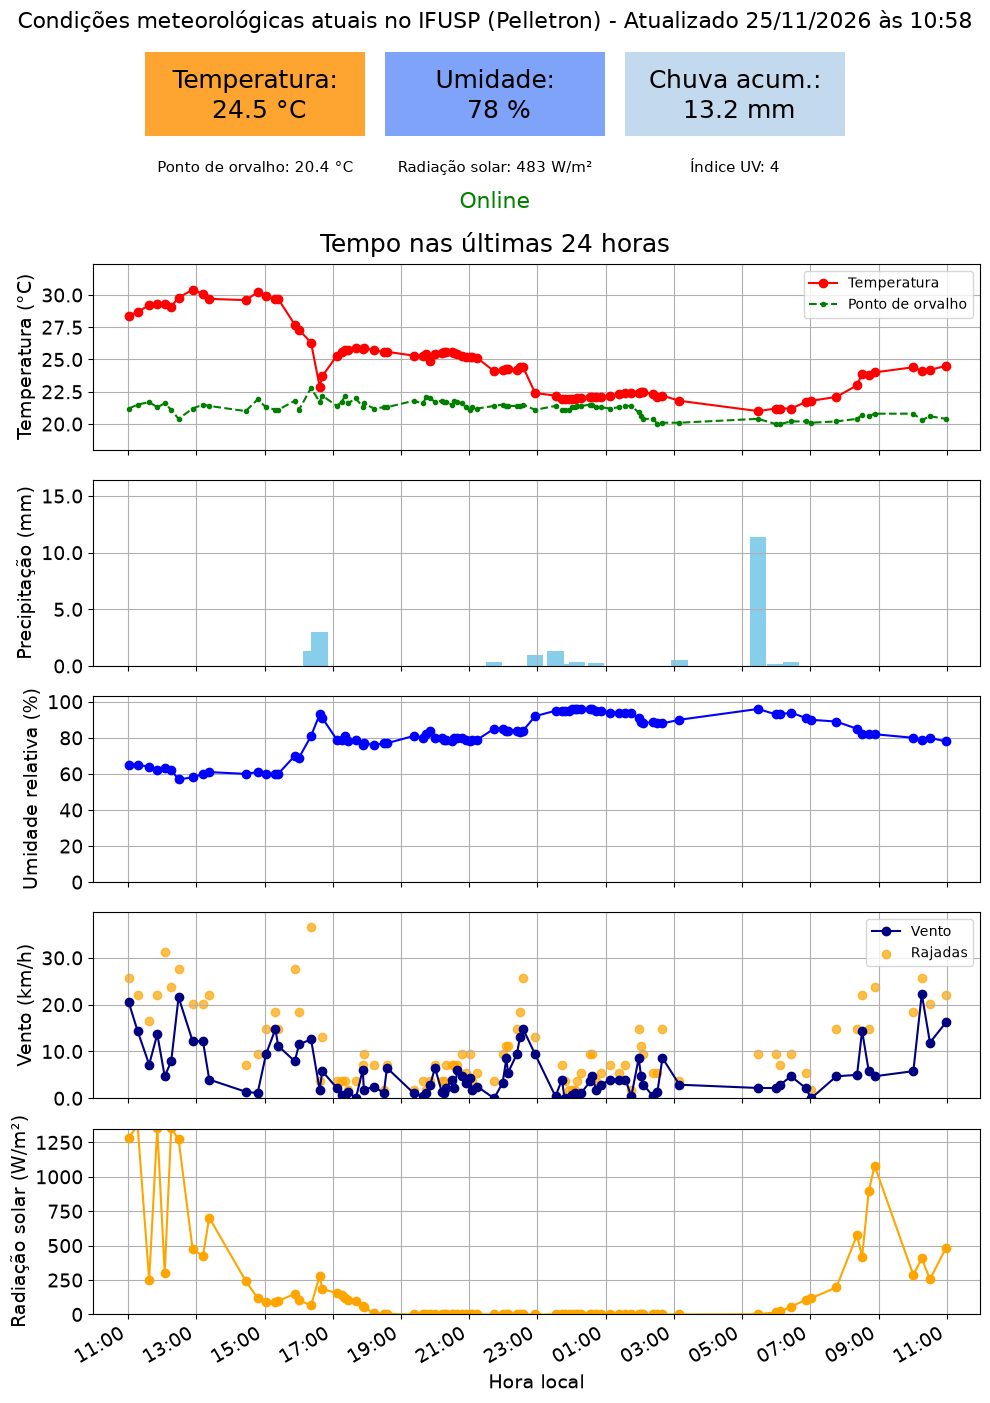 Condições meteorológicas atuais no IFUSP (Pelletron) - Atualizado 25/11/2026 às 10:58
Temperatura:
24.5 °C
Umidade:
78 %
Chuva acum.:
13.2 mm
Ponto de orvalho: 20.4 °C
Radiação solar: 483 W/m²
Índice UV: 4
Online
Tempo nas últimas 24 horas
Temperatura (°C)
30.0
27.5
25.0
22.5
20.0
Temperatura
Ponto de orvalho
Precipitação (mm)
15.0
10.0
5.0
0.0
Umidade relativa (%)
100
80
60
40
20
0
Vento (km/h)
30.0
20.0
10.0
0.0
Vento
Rajadas
Radiação solar (W/m²)
1250
1000
750
500
250
0
11:00
13:00
15:00
17:00
19:00
21:00
23:00
01:00
03:00
05:00
07:00
09:00
11:00
Hora local